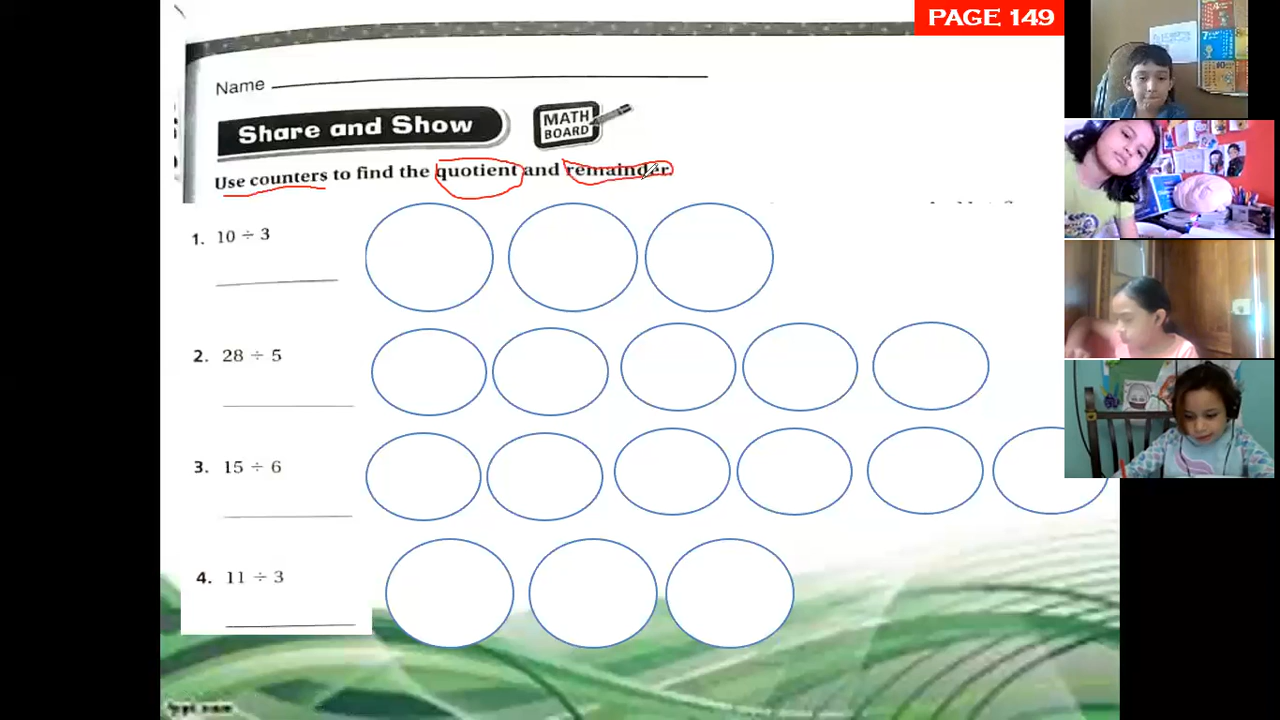 PAGE 149
Name
Share and Show
MATH
BOARD
Use counters to find the quotient and remainder.
1. 10 ÷ 3
2. 28 ÷ 5
3. 15 ÷ 6
4. 11 ÷ 3